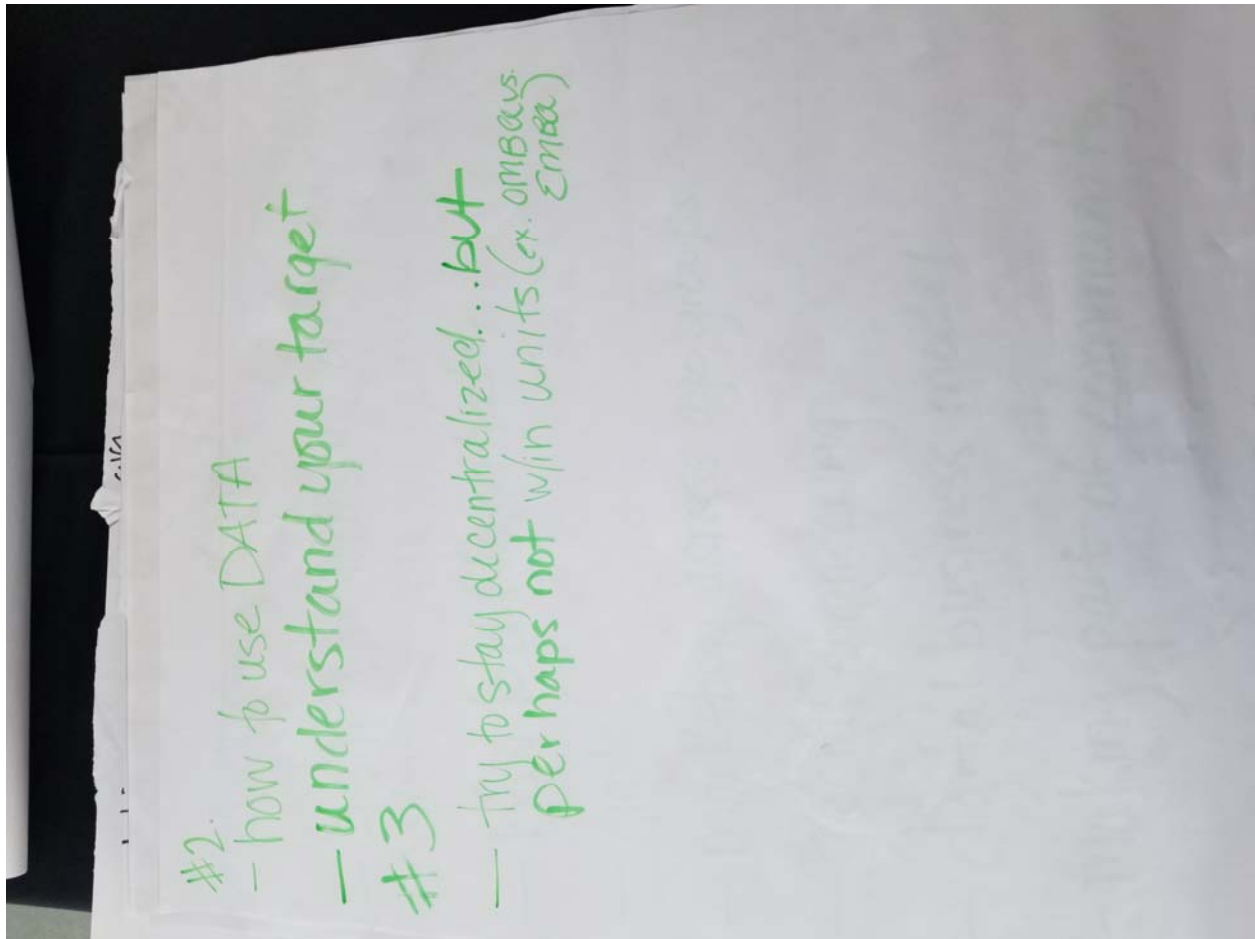 #2.
- how to use DATA
- understand your target
#3
- try to stay decentralized... but
perhaps not w/in units (ex. OMBA vs.
EMBA)